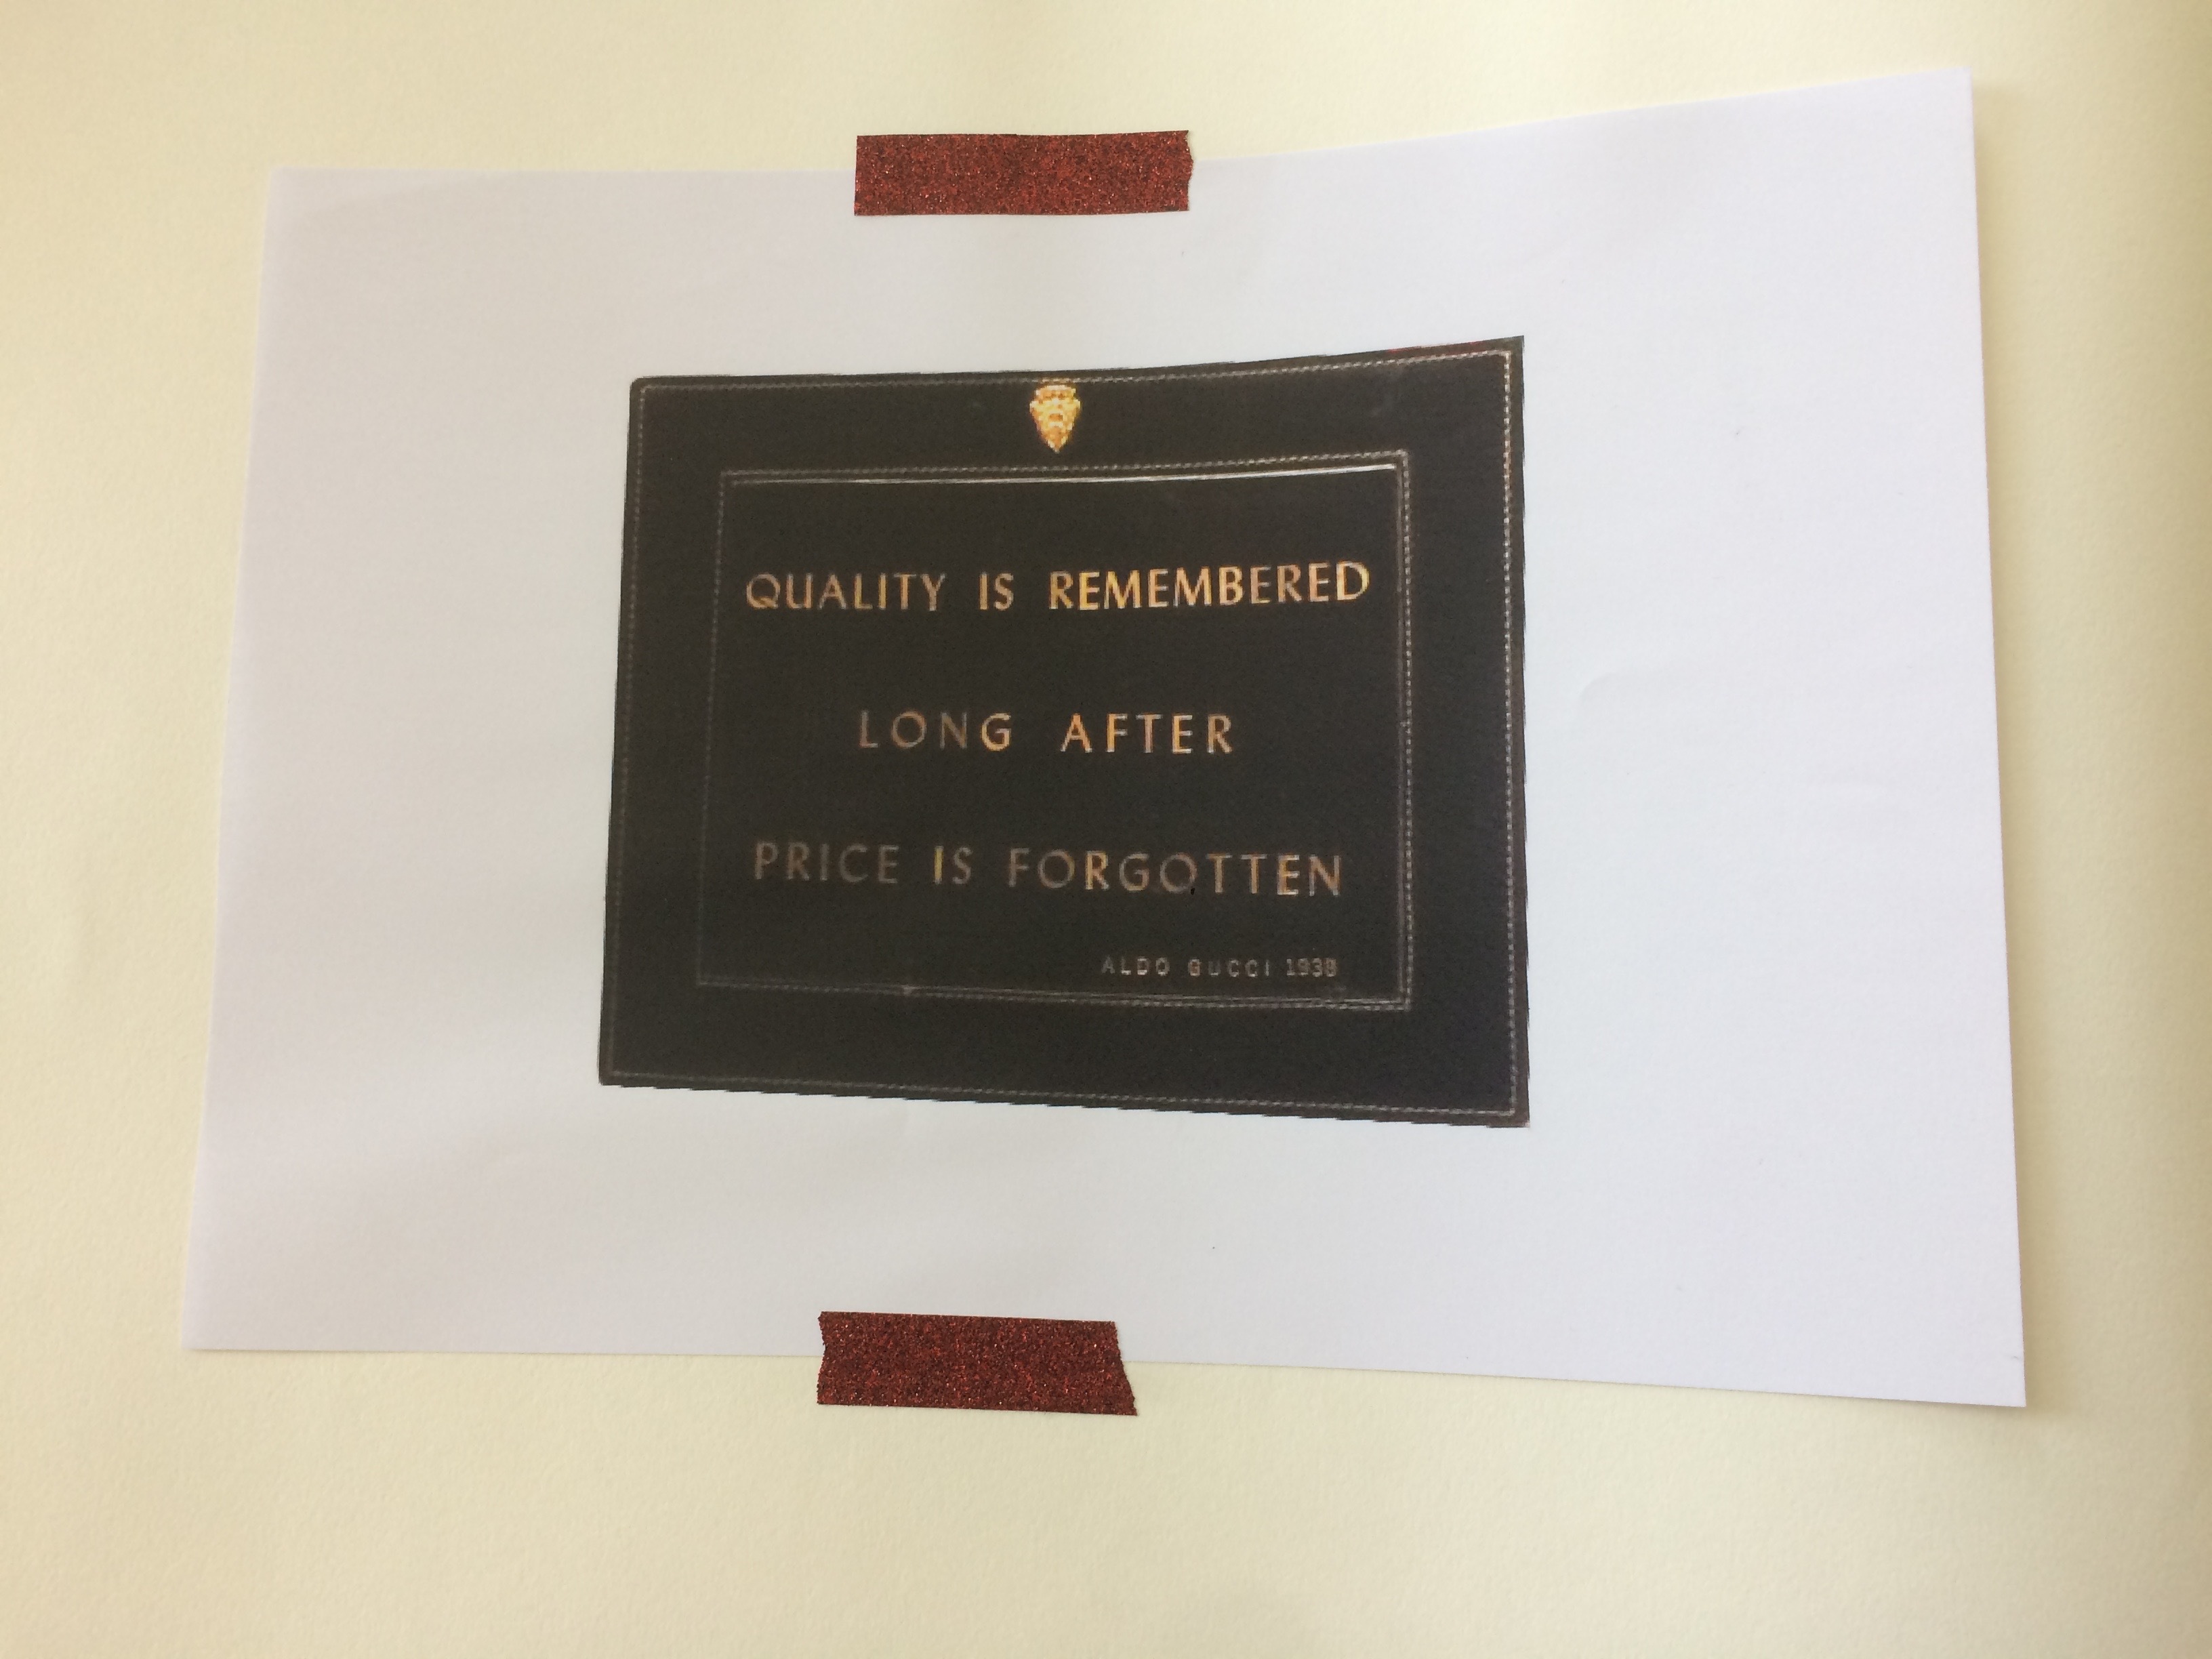 QUALITY IS REMEMBERED
LONG AFTER
PRICE IS FORGOTTEN
ALDO GUCCI 1938